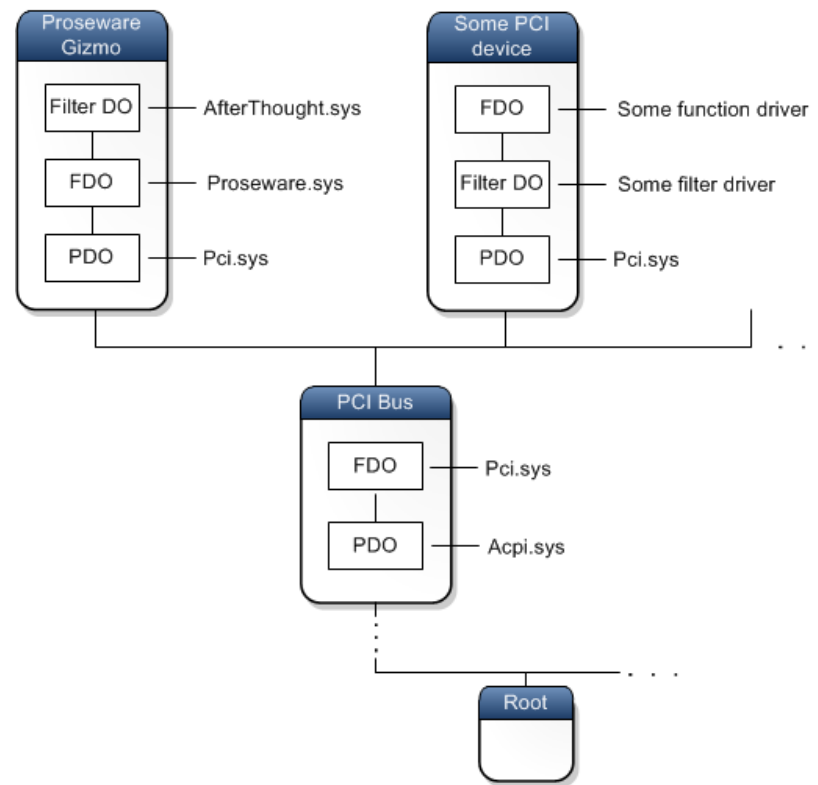 Proseware
Gizmo
Filter DO
AfterThought.sys
FDO
Proseware.sys
PDO
Pci.sys
Some PCI
device
FDO
Some function driver
Filter DO
Some filter driver
PDO
Pci.sys
. .
PCI Bus
FDO
Pci.sys
PDO
Acpi.sys
. . .
Root